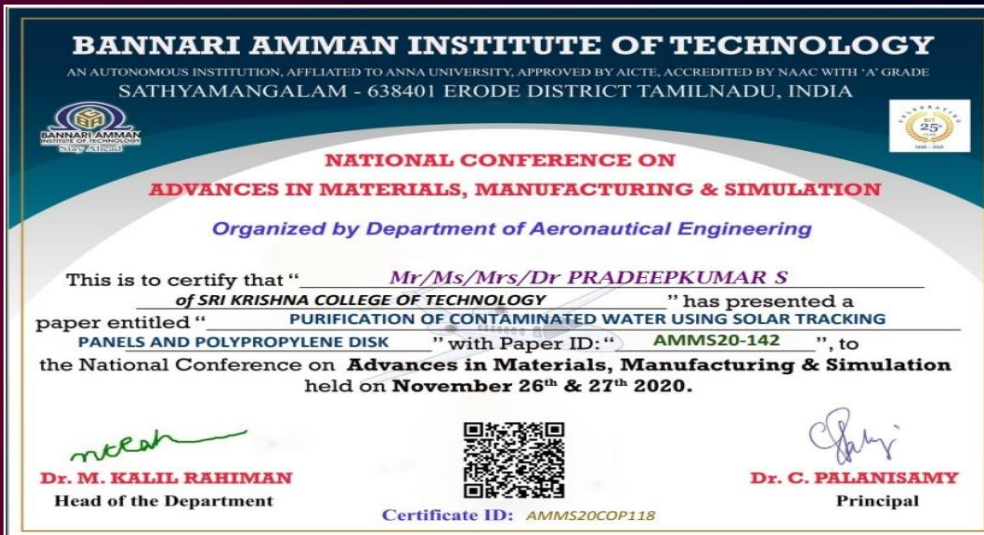 BANNARI AMMAN INSTITUTE OF TECHNOLOGY
AN AUTONOMOUS INSTITUTION, AFFLIATED TO ANNA UNIVERSITY, APPROVED BY AICTE, ACCREDITED BY NAAC WITH 'A' GRADE
SATHYAMANGALAM - 638401 ERODE DISTRICT TAMILNADU, INDIA
BANNARI AMMAN
INSTITUTE OF TECHNOLOGY
Stay Ahead
25
NATIONAL CONFERENCE ON
ADVANCES IN MATERIALS, MANUFACTURING & SIMULATION
Organized by Department of Aeronautical Engineering
This is to certify that " Mr/Ms/Mrs/Dr PRADEEPKUMAR S
of SRI KRISHNA COLLEGE OF TECHNOLOGY " has presented a
paper entitled " PURIFICATION OF CONTAMINATED WATER USING SOLAR TRACKING
PANELS AND POLYPROPYLENE DISK " with Paper ID: " AMMS20-142 ", to
the National Conference on Advances in Materials, Manufacturing & Simulation
held on November 26th & 27th 2020.
Dr. M. KALIL RAHIMAN
Head of the Department
Dr. C. PALANISAMY
Principal
Certificate ID: AMMS20COP118